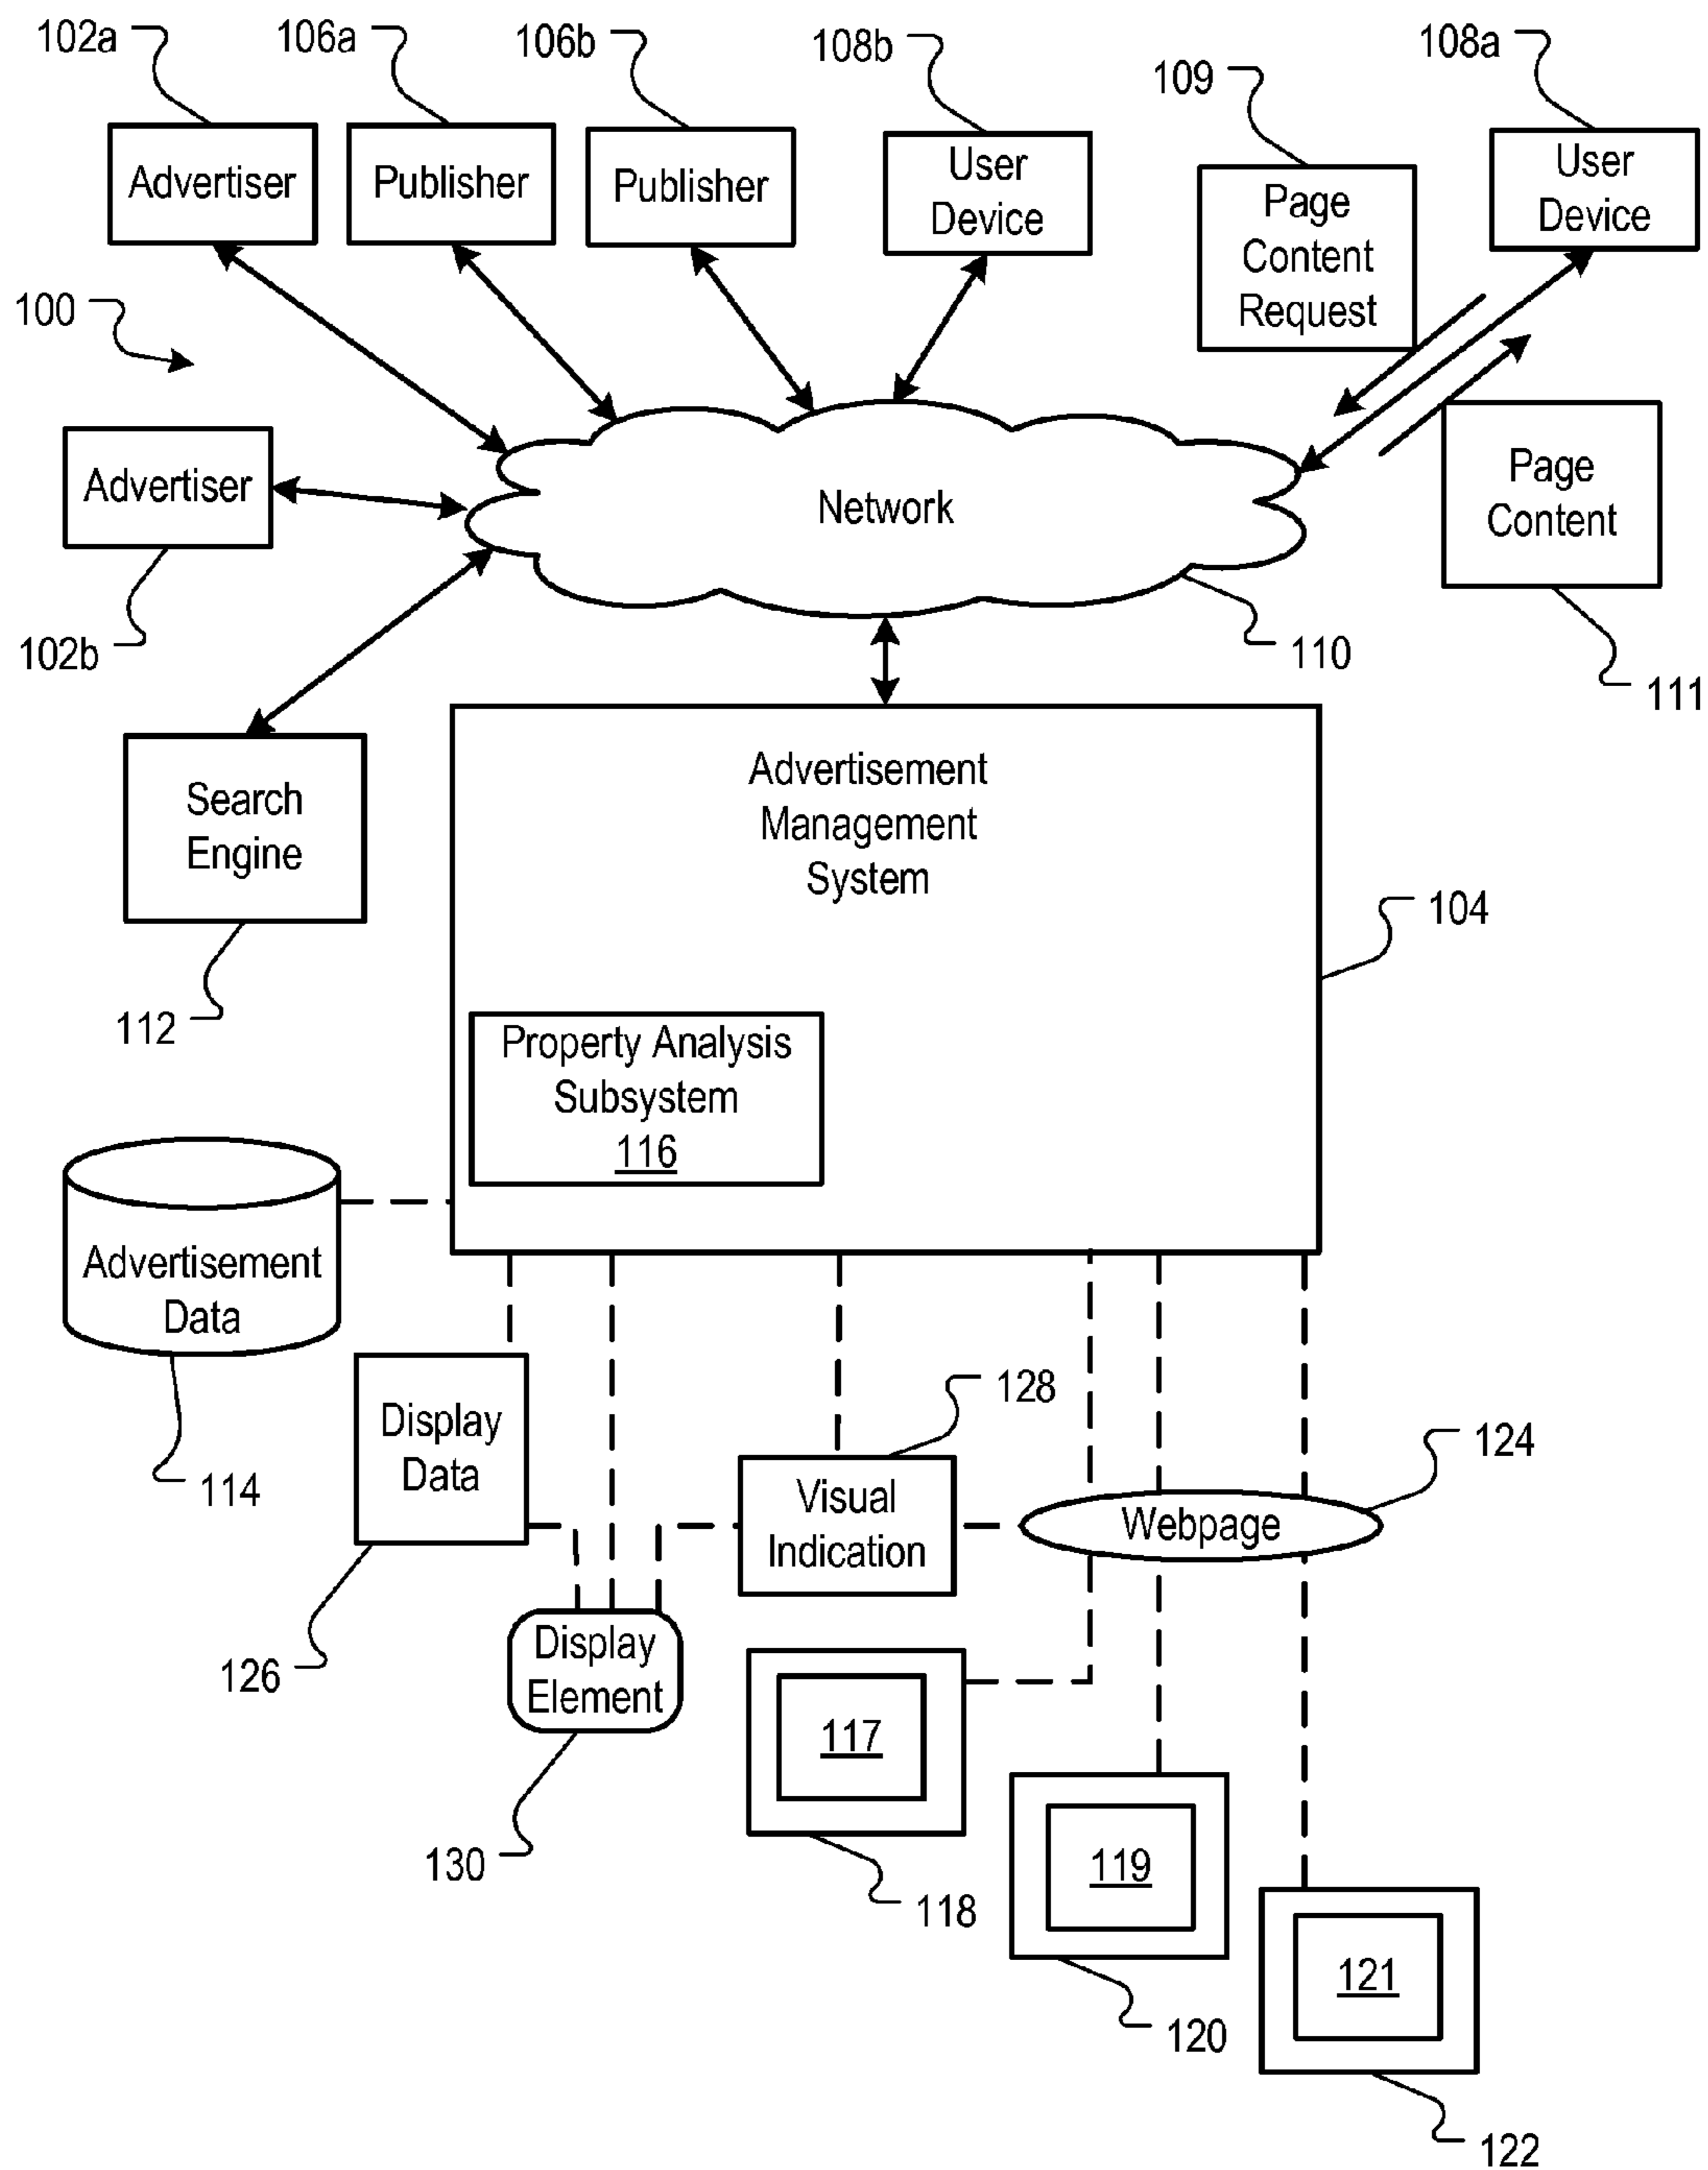 102a
106a
106b
108b
109
108a
Advertiser
Publisher
Publisher
User
Device
Page
Content
Request
User
Device
100
Advertiser
Network
Page
Content
102b
110
111
Search
Engine
Advertisement
Management
System
104
112
Property Analysis
Subsystem
116
Advertisement
Data
114
Display
Data
128
Visual
Indication
124
Webpage
126
Display
Element
117
130
118
119
120
121
122